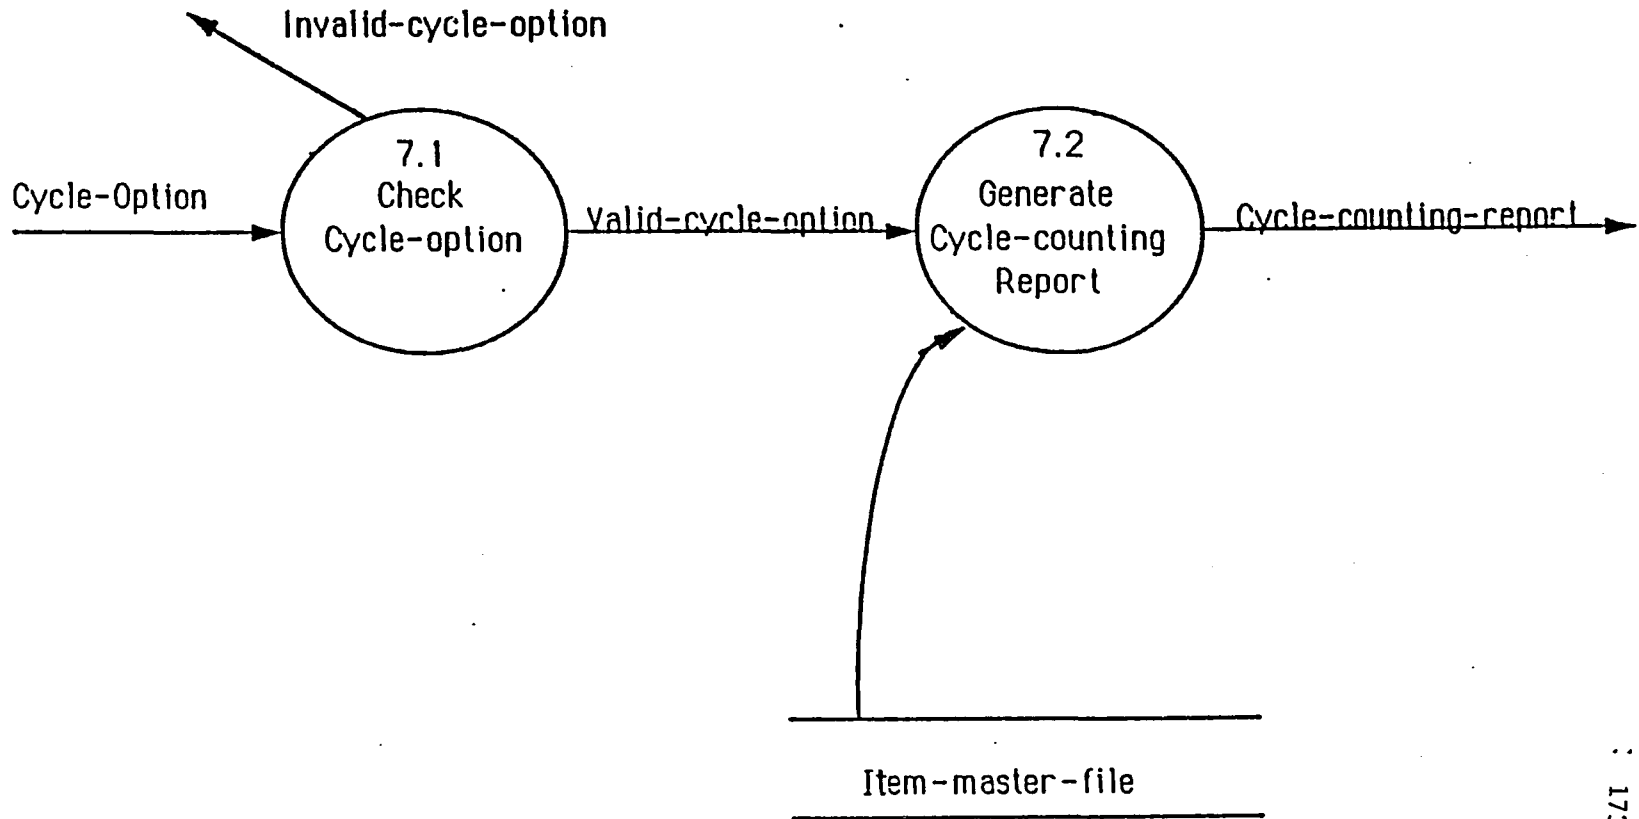 Invalid-cycle-option
Cycle-Option
7.1
Check
Cycle-option
Valid-cycle-option
7.2
Generate
Cycle-counting
Report
Cycle-counting-report
Item-master-file